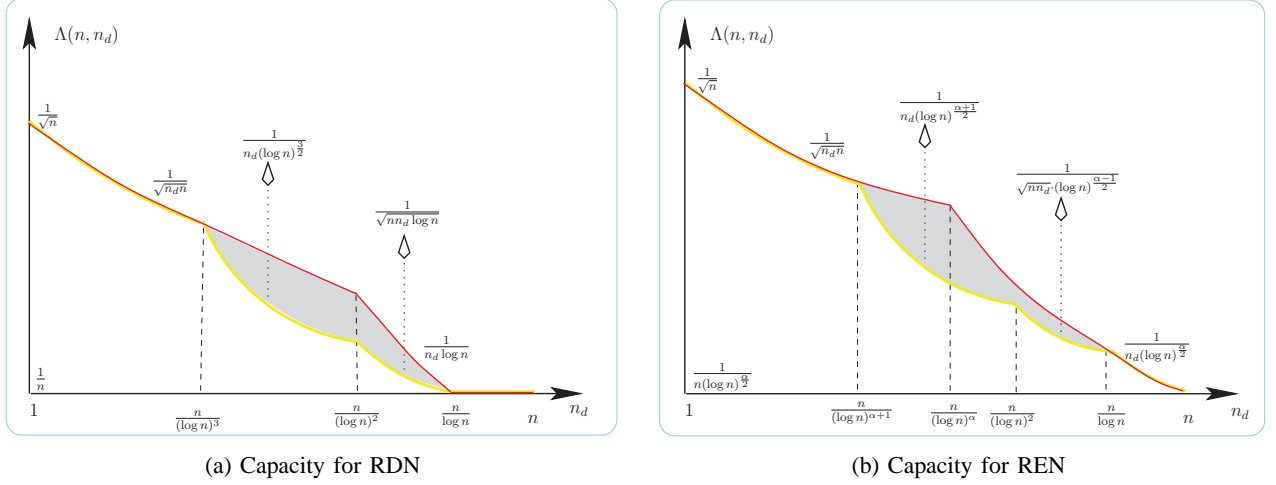 Λ(n, n_d)
1/√n
1/√(n_d n)
1/(n_d(log n)^(3/2))
1/√(nn_d log n)
1/(n_d log n)
1/n
1
n/(log n)^3
n/(log n)^2
n/log n
n
n_d
(a) Capacity for RDN
Λ(n, n_d)
1/√n
1/√(n_d n)
1/(n_d(log n)^((α+1)/2))
1/(√(nn_d)·(log n)^((α−1)/2))
1/(n_d(log n)^(α/2))
1/(n(log n)^(α/2))
1
n/(log n)^(α+1)
n/(log n)^α
n/(log n)^2
n/log n
n
n_d
(b) Capacity for REN